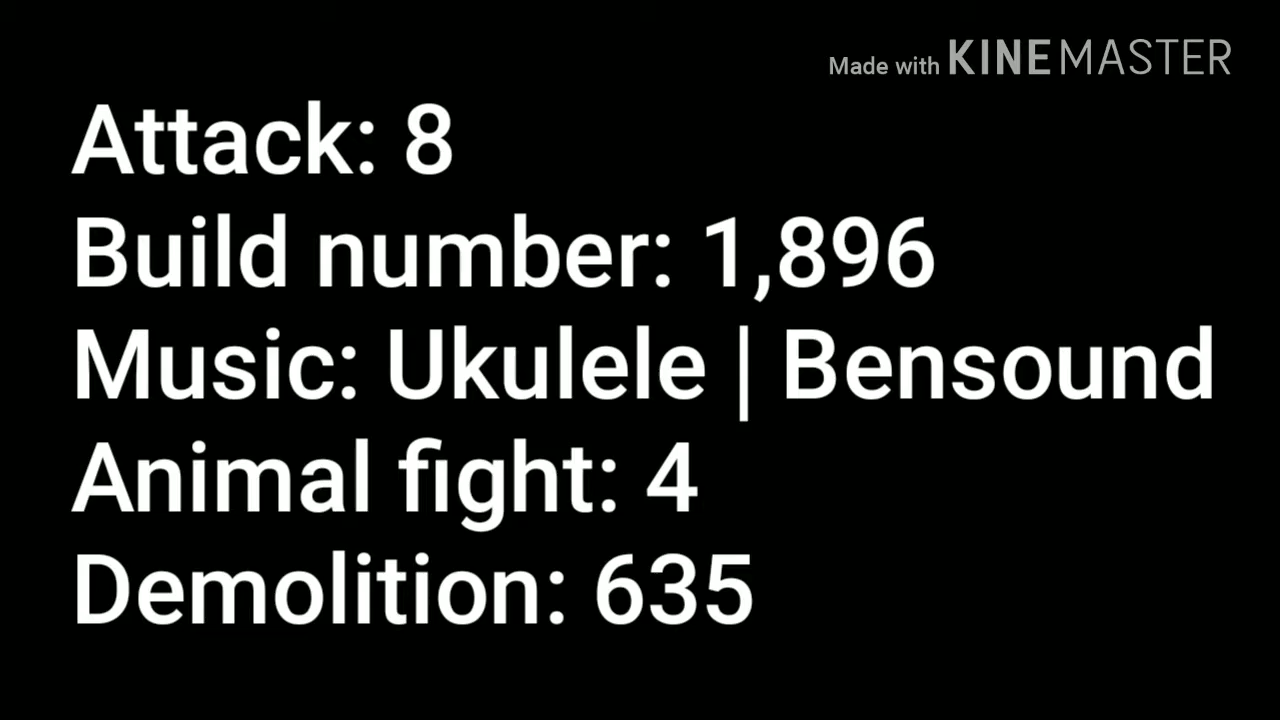 Made with KINEMASTER
Attack: 8
Build number: 1,896
Music: Ukulele | Bensound
Animal fight: 4
Demolition: 635